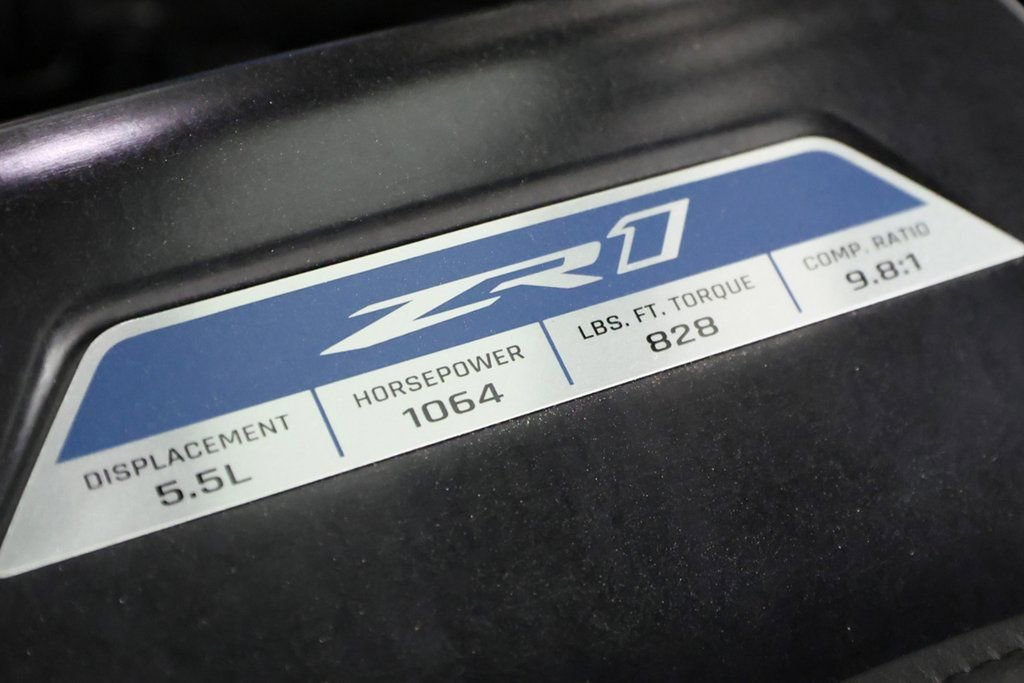 ZR1
DISPLACEMENT
5.5L
HORSEPOWER
1064
LBS. FT. TORQUE
828
COMP. RATIO
9.8:1